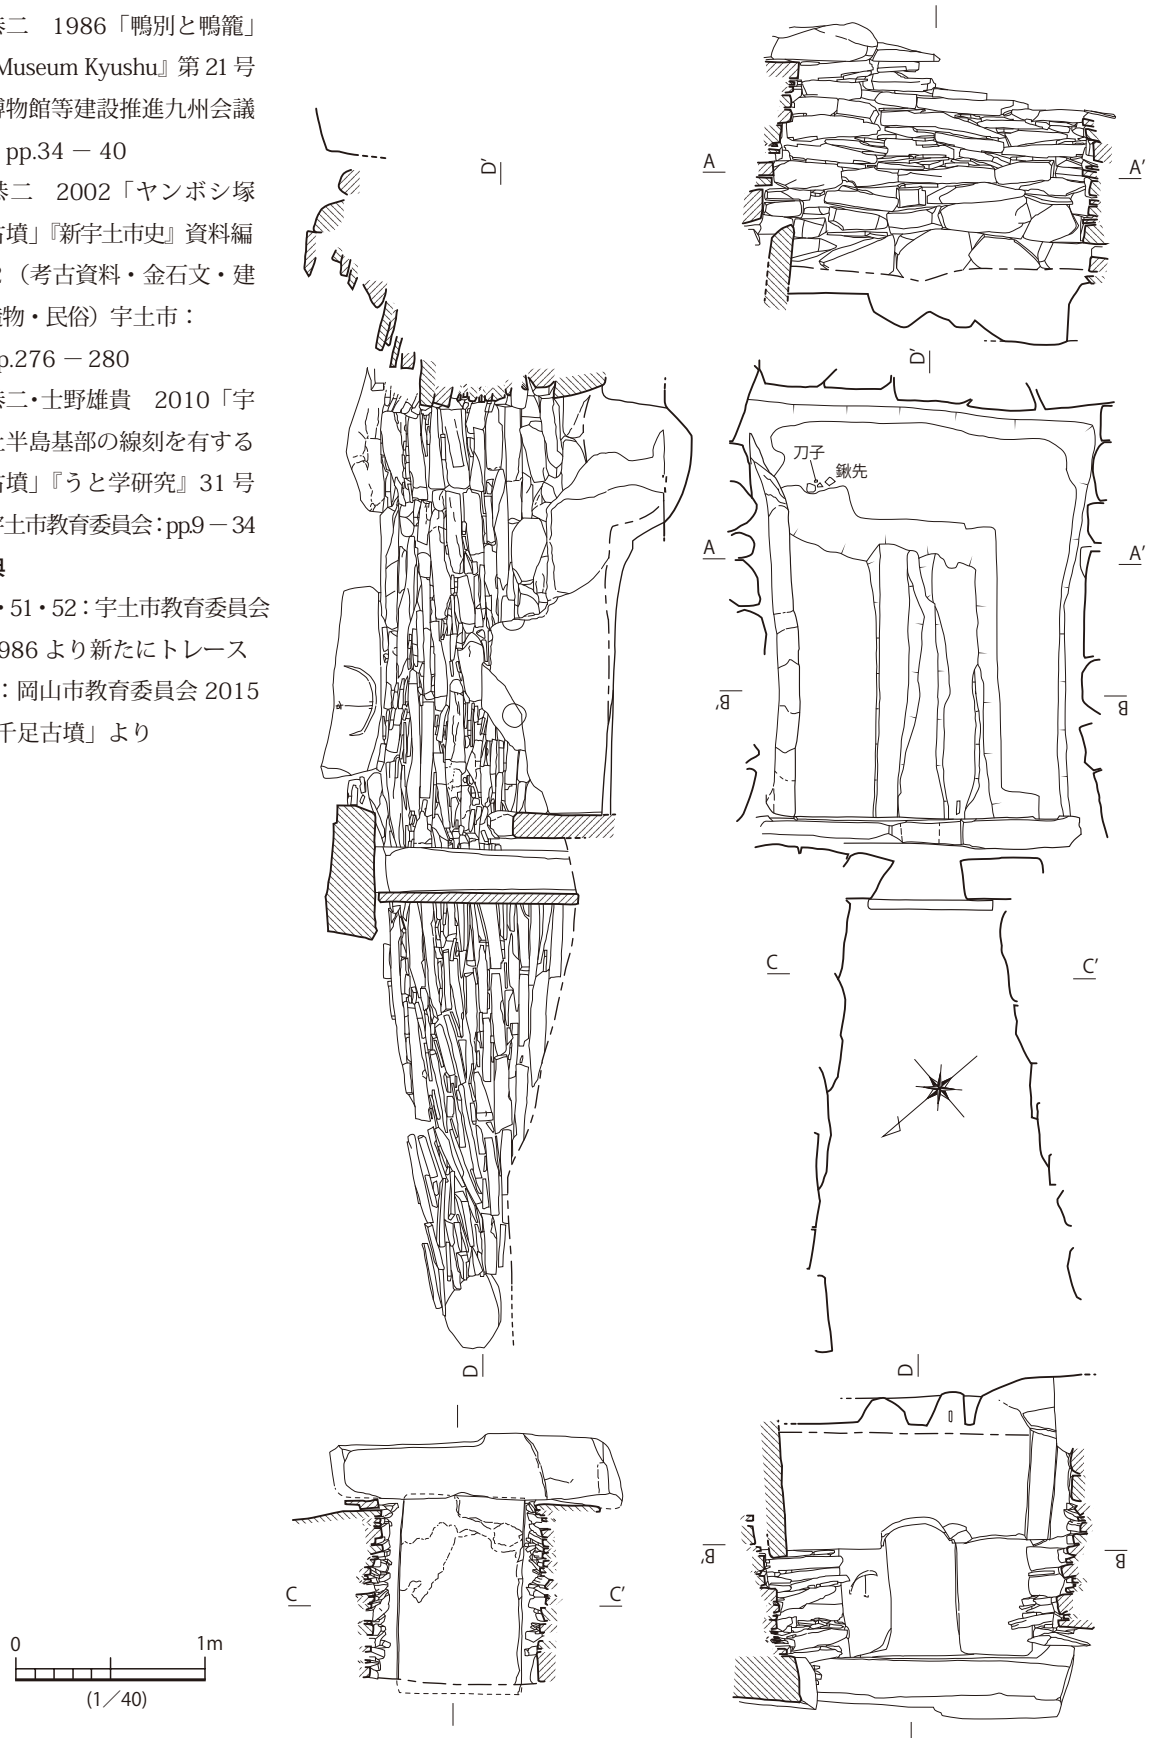 恭二　1986「鴨別と鴨籠」
Museum Kyushu』第 21 号
博物館等建設推進九州会議
pp.34 － 40
恭二　2002「ヤンボシ塚
古墳」『新宇土市史』資料編
（考古資料・金石文・建
造物・民俗）宇土市：
p.276 － 280
恭二・士野雄貴　2010「宇
土半島基部の線刻を有する
古墳」『うと学研究』31 号
宇土市教育委員会：pp.9 － 34
・51・52：宇土市教育委員会
1986 より新たにトレース
：岡山市教育委員会 2015
千足古墳」より
D'
A
A'
D'
刀子
鍬先
A
A'
B'
B
C
C'
D
D
C
C'
B'
B
0
1m
(1／40)